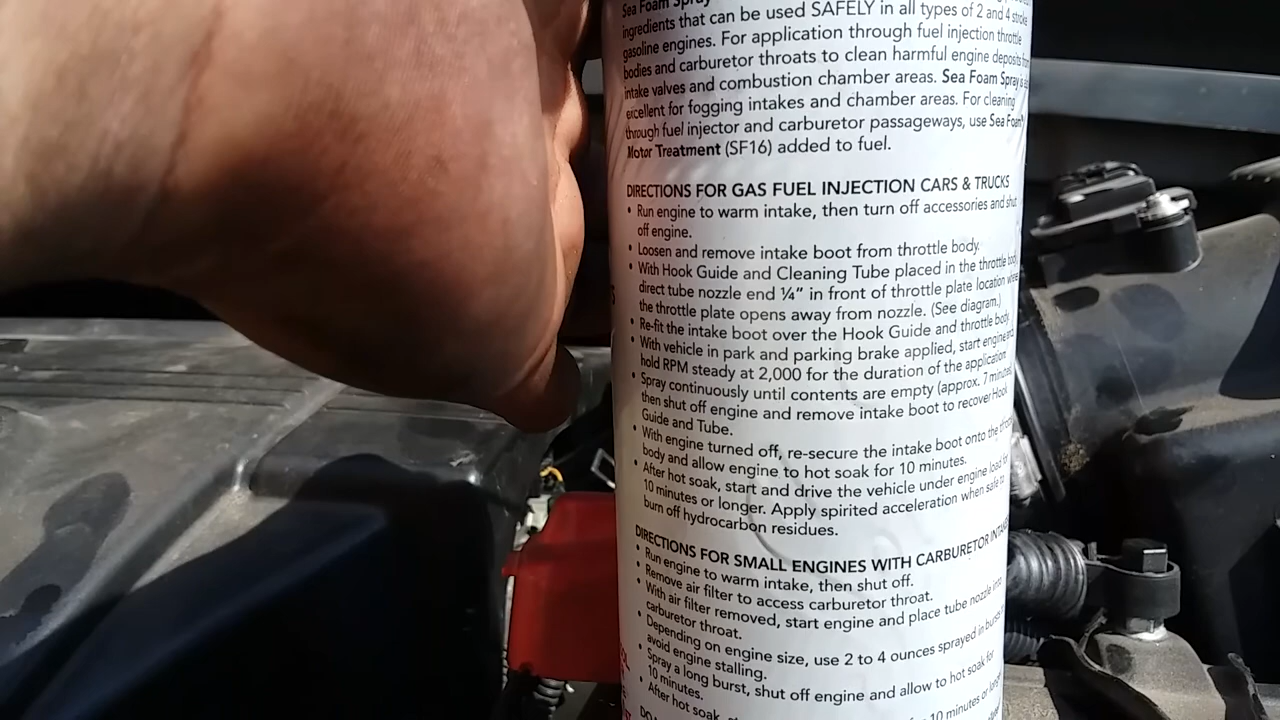 Sea Foam Spray
ingredients that can be used SAFELY in all types of 2 and 4 stroke
gasoline engines. For application through fuel injection throttle
bodies and carburetor throats to clean harmful engine deposits from
intake valves and combustion chamber areas. Sea Foam Spray is
excellent for fogging intakes and chamber areas. For cleaning
through fuel injector and carburetor passageways, use Sea Foam
Motor Treatment (SF16) added to fuel.
DIRECTIONS FOR GAS FUEL INJECTION CARS & TRUCKS
• Run engine to warm intake, then turn off accessories and shut
off engine.
• Loosen and remove intake boot from throttle body.
• With Hook Guide and Cleaning Tube placed in the throttle body,
direct tube nozzle end ¼” in front of throttle plate location where
the throttle plate opens away from nozzle. (See diagram.)
• Re-fit the intake boot over the Hook Guide and throttle body.
• With vehicle in park and parking brake applied, start engine and
hold RPM steady at 2,000 for the duration of the application
• Spray continuously until contents are empty (approx. 7 minutes)
then shut off engine and remove intake boot to recover Hook
Guide and Tube.
• With engine turned off, re-secure the intake boot onto the throttle
body and allow engine to hot soak for 10 minutes.
• After hot soak, start and drive the vehicle under engine load for
10 minutes or longer. Apply spirited acceleration when safe to
burn off hydrocarbon residues.
DIRECTIONS FOR SMALL ENGINES WITH CARBURETOR INTAKE
• Run engine to warm intake, then shut off.
• Remove air filter to access carburetor throat.
• With air filter removed, start engine and place tube nozzle into
carburetor throat.
• Depending on engine size, use 2 to 4 ounces sprayed in bursts to
avoid engine stalling.
• Spray a long burst, shut off engine and allow to hot soak for
10 minutes.
• After hot soak, 10 minutes or longer